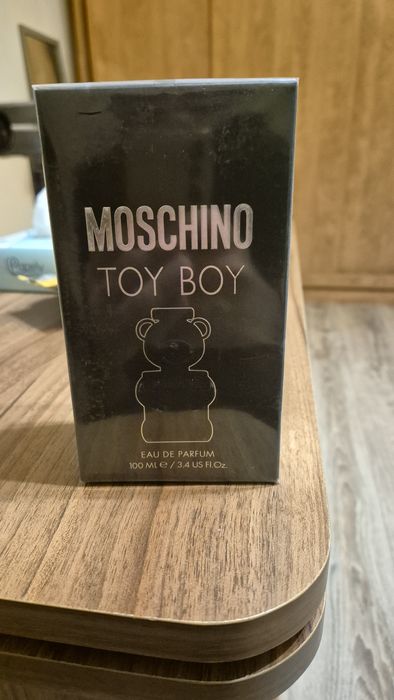 MOSCHINO
TOY BOY
EAU DE PARFUM
100 ML ℮ / 3.4 US Fl.Oz.